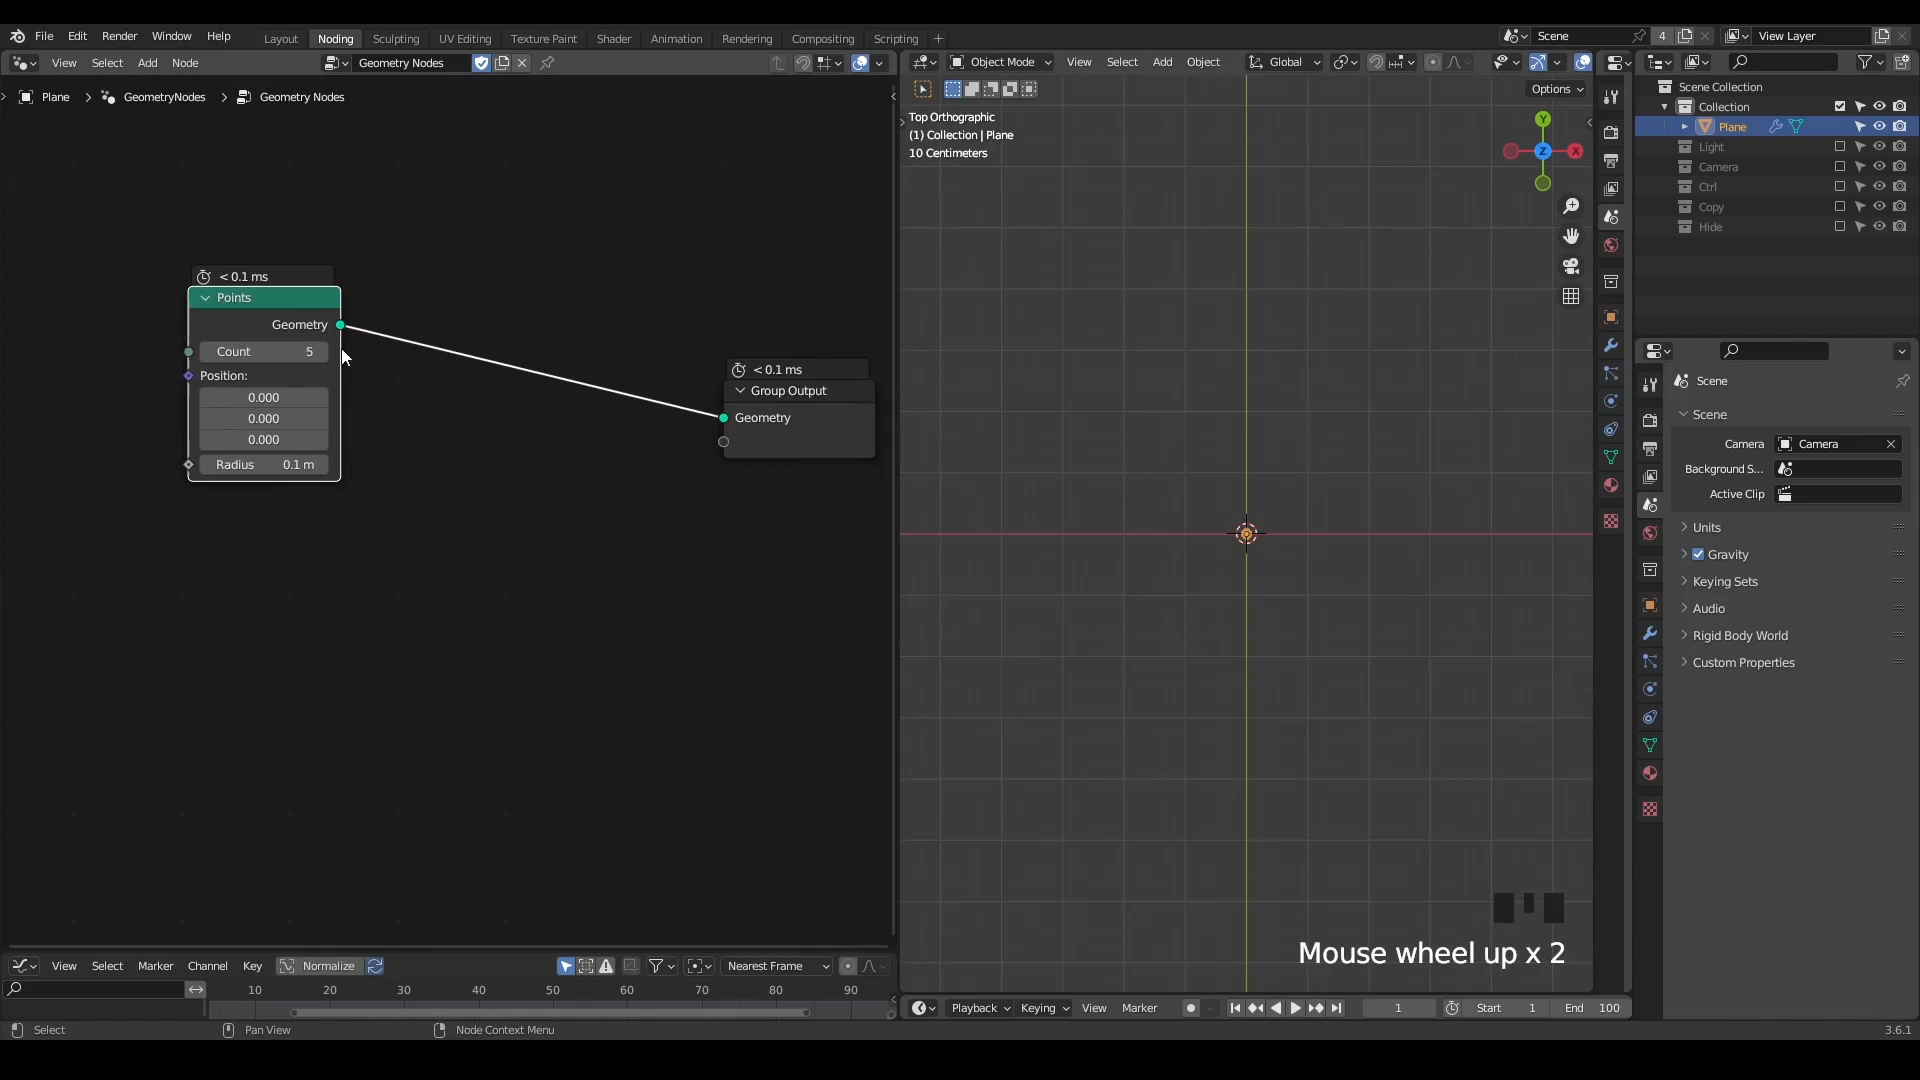 File Edit Render Window Help Layout Noding Sculpting UV Editing Texture Paint Shader Animation Rendering Compositing Scripting + Scene 4 View Layer
View Select Add Node Geometry Nodes Object Mode View Select Add Object Global
Plane > GeometryNodes > Geometry Nodes
Options
Top Orthographic
(1) Collection | Plane
10 Centimeters
Y
Z
X
Scene Collection
Collection
Plane
Light
Camera
Ctrl
Copy
Hide
< 0.1 ms
Points
Geometry
Count 5
Position:
0.000
0.000
0.000
Radius 0.1 m
< 0.1 ms
Group Output
Geometry
Scene
Scene
Camera Camera
Background S...
Active Clip
Units
Gravity
Keying Sets
Audio
Rigid Body World
Custom Properties
Mouse wheel up x 2
View Select Marker Channel Key Normalize Nearest Frame
10 20 30 40 50 60 70 80 90
Playback Keying View Marker 1 Start 1 End 100
Select Pan View Node Context Menu 3.6.1